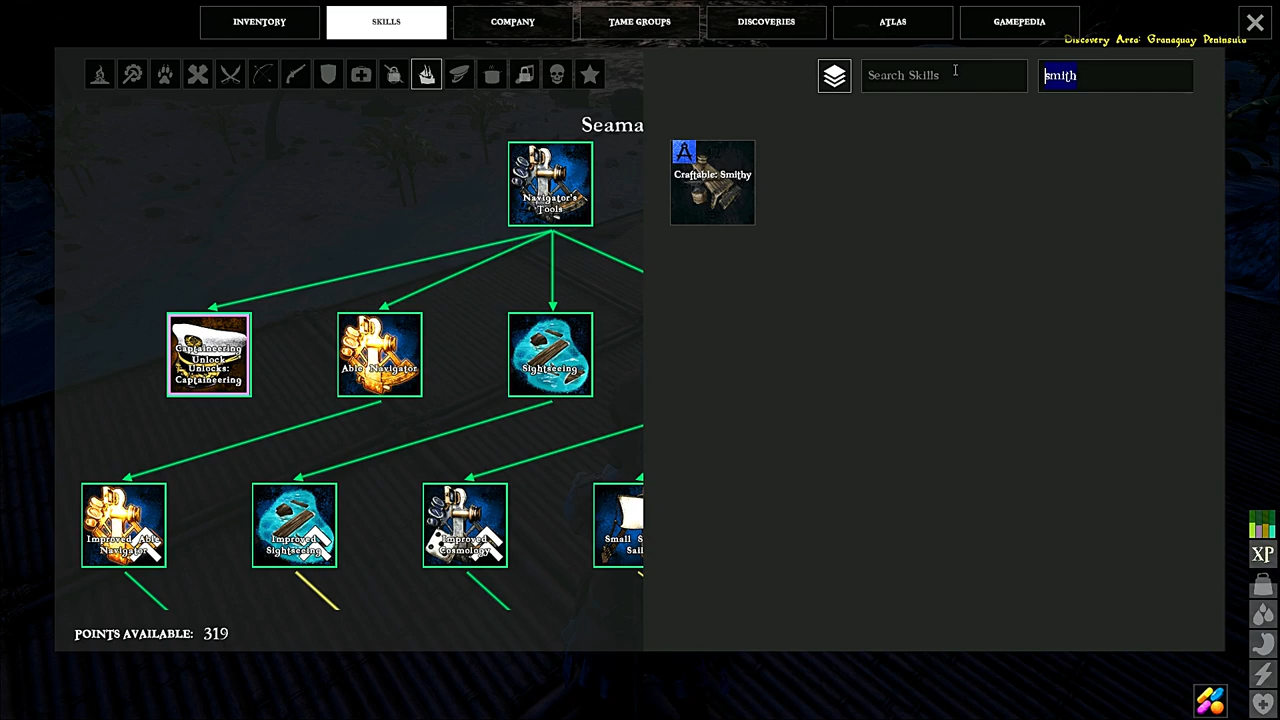 INVENTORY
SKILLS
COMPANY
TAME GROUPS
DISCOVERIES
ATLAS
GAMEPEDIA
Discovery Area: Granaguay Peninsula
Search Skills
smith
Seama
A
Craftable: Smithy
Navigator's
Tools
Captaineering
Unlock
Unlocks:
Captaineering
Able Navigator
Sightseeing
Improved Able
Navigator
Improved
Sightseeing
Improved
Cosmology
Small S
Sail
POINTS AVAILABLE: 319
XP